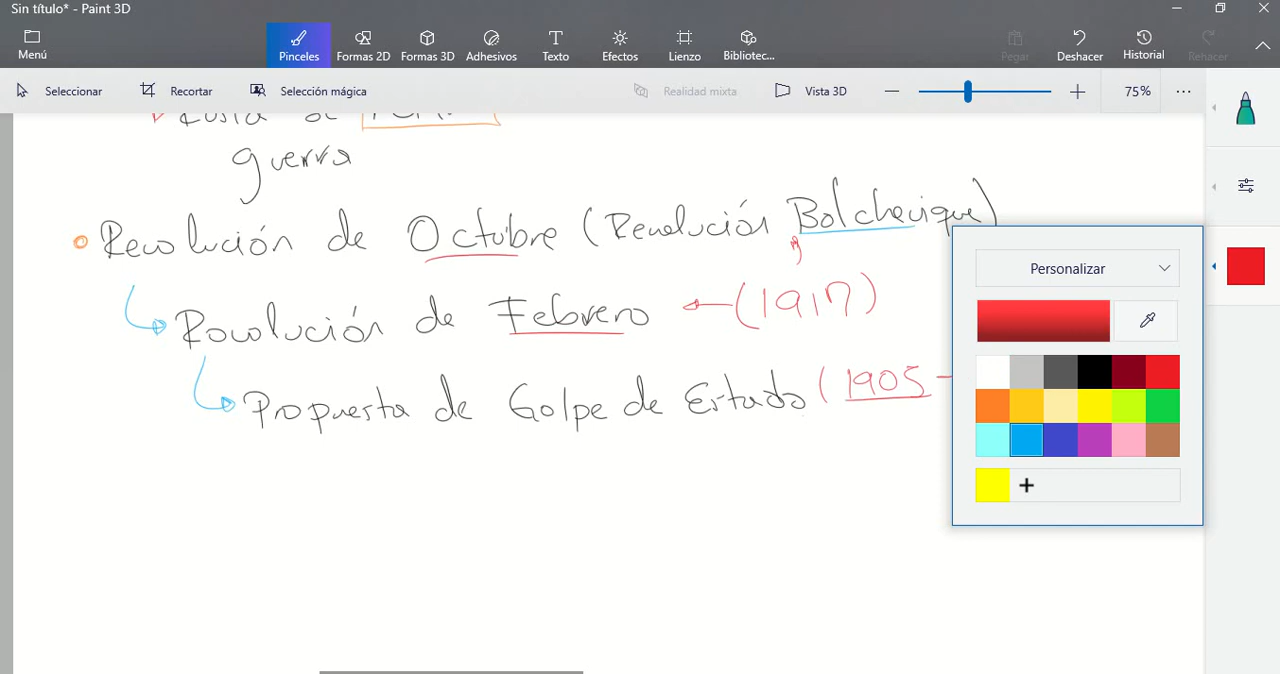 Sin título* - Paint 3D
Menú
Pinceles
Formas 2D
Formas 3D
Adhesivos
Texto
Efectos
Lienzo
Bibliotec...
Pegar
Deshacer
Historial
Rehacer
Seleccionar
Recortar
Selección mágica
Realidad mixta
Vista 3D
75%
guerra
Revolución de Octubre (Revolución Bolchevique)
Revolución de Febrero (1917)
Propuesta de Golpe de Estado (1905 -
Personalizar